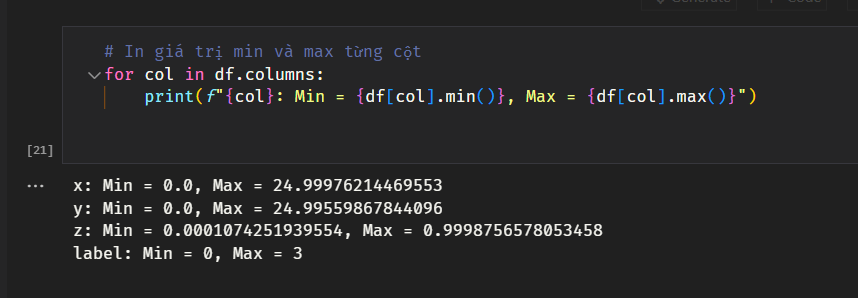 # In giá trị min và max từng cột
for col in df.columns:
    print(f"{col}: Min = {df[col].min()}, Max = {df[col].max()}")
[21]
...
x: Min = 0.0, Max = 24.99976214469553
y: Min = 0.0, Max = 24.99559867844096
z: Min = 0.0001074251939554, Max = 0.9998756578053458
label: Min = 0, Max = 3